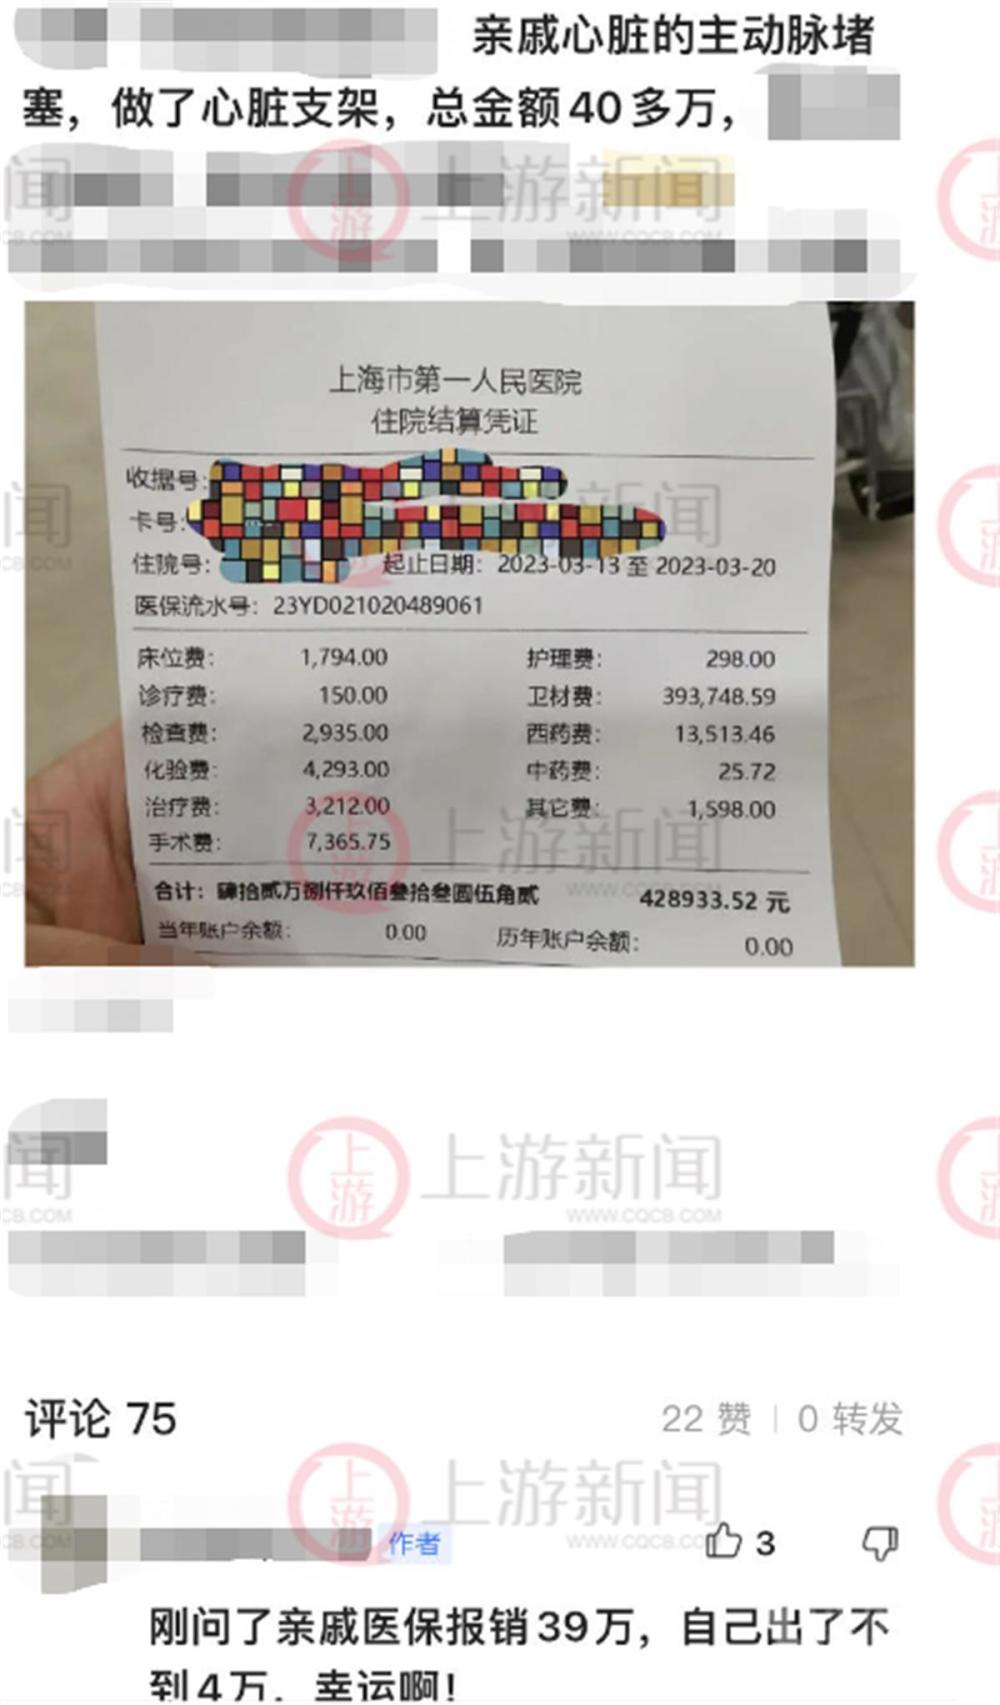 亲戚心脏的主动脉堵
塞，做了心脏支架，总金额40多万，
上海市第一人民医院
住院结算凭证
收据号:
卡号:
住院号: 起止日期: 2023-03-13 至 2023-03-20
医保流水号: 23YD021020489061
床位费: 1,794.00 护理费: 298.00
诊疗费: 150.00 卫材费: 393,748.59
检查费: 2,935.00 西药费: 13,513.46
化验费: 4,293.00 中药费: 25.72
治疗费: 3,212.00 其它费: 1,598.00
手术费: 7,365.75
合计: 肆拾贰万捌仟玖佰叁拾叁圆伍角贰 428933.52 元
当年账户余额: 0.00 历年账户余额: 0.00
评论 75 22 赞 0 转发
作者 3
刚问了亲戚医保报销39万，自己出了不
到4万，幸运啊！
上游新闻
WWW.CQCB.COM